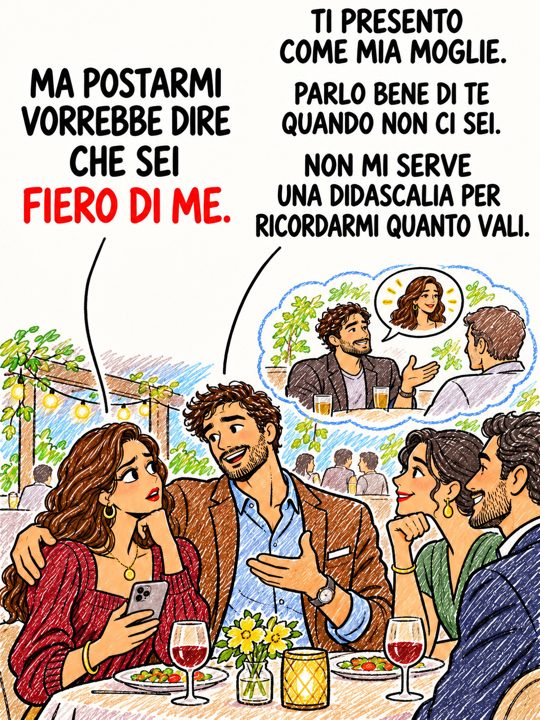 MA POSTARMI
VORREBBE DIRE
CHE SEI
FIERO DI ME.
TI PRESENTO
COME MIA MOGLIE.
PARLO BENE DI TE
QUANDO NON CI SEI.
NON MI SERVE
UNA DIDASCALIA PER
RICORDARMI QUANTO VALI.